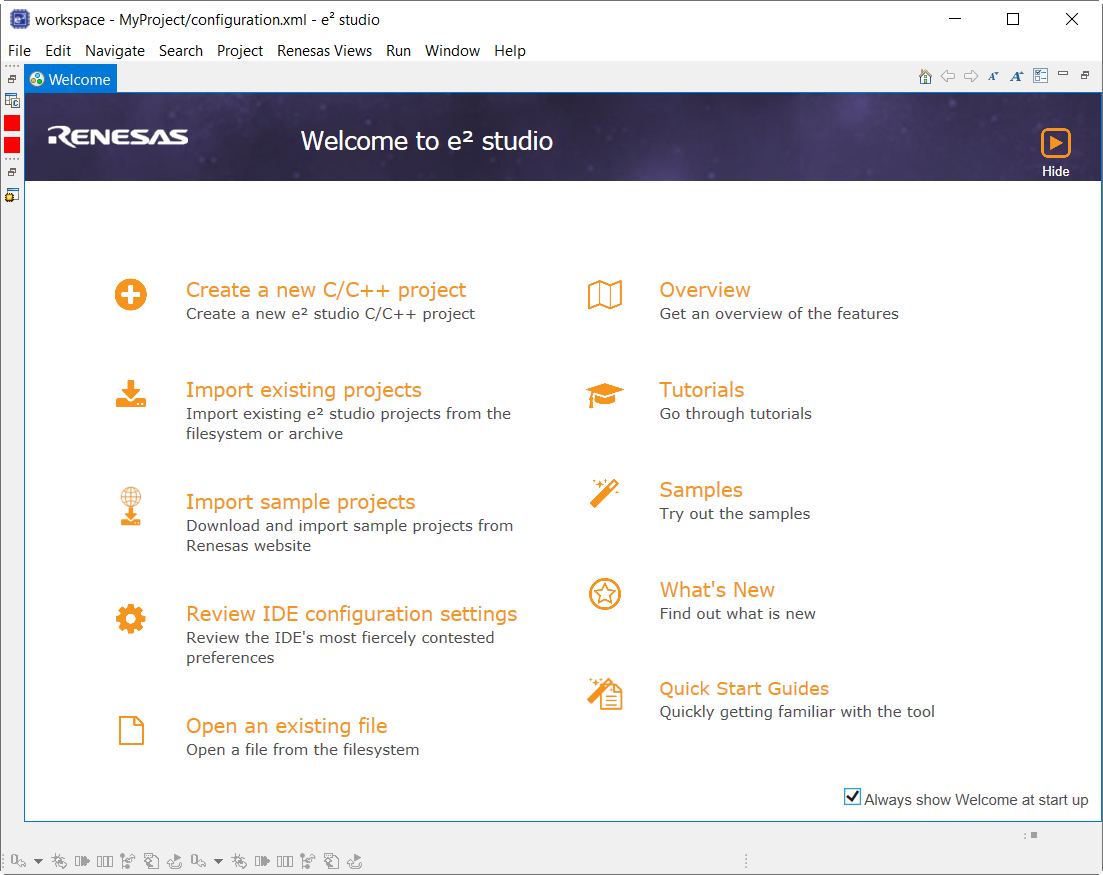 workspace - MyProject/configuration.xml - e² studio
File Edit Navigate Search Project Renesas Views Run Window Help
Welcome
RENESAS
Welcome to e² studio
Hide
Create a new C/C++ project
Create a new e² studio C/C++ project
Import existing projects
Import existing e² studio projects from the
filesystem or archive
Import sample projects
Download and import sample projects from
Renesas website
Review IDE configuration settings
Review the IDE's most fiercely contested
preferences
Open an existing file
Open a file from the filesystem
Overview
Get an overview of the features
Tutorials
Go through tutorials
Samples
Try out the samples
What's New
Find out what is new
Quick Start Guides
Quickly getting familiar with the tool
Always show Welcome at start up